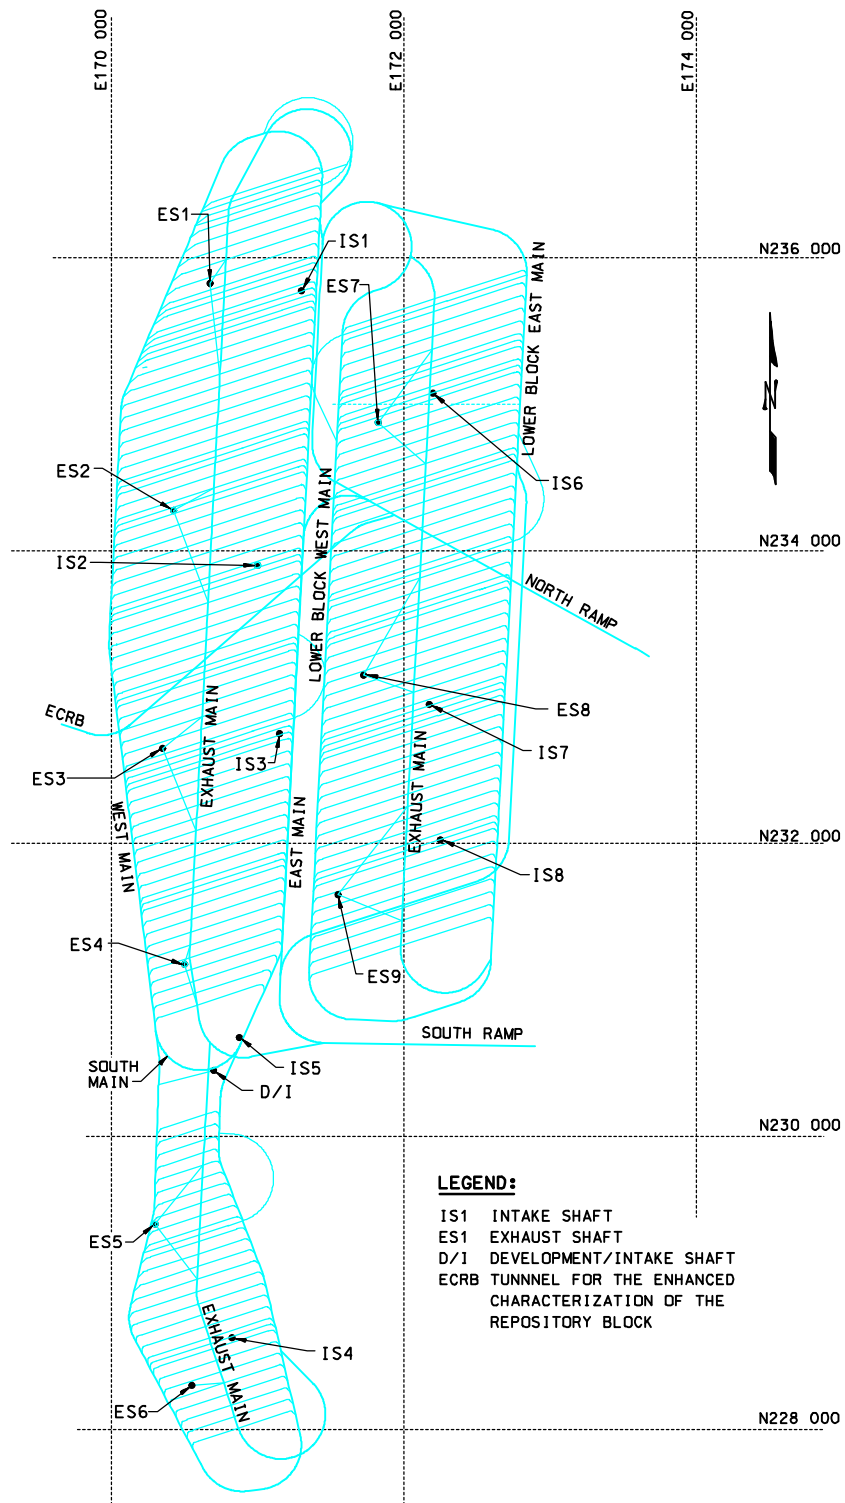 E170 000
E172 000
E174 000
ES1
IS1
N236 000
ES7
LOWER BLOCK EAST MAIN
N
ES2
IS6
N234 000
IS2
LOWER BLOCK WEST MAIN
NORTH RAMP
ECRB
ES8
EXHAUST MAIN
IS7
IS3
ES3
EXHAUST MAIN
WEST MAIN
EAST MAIN
N232 000
IS8
ES4
ES9
SOUTH RAMP
SOUTH
MAIN
IS5
D/I
N230 000
LEGEND:
IS1 INTAKE SHAFT
ES1 EXHAUST SHAFT
D/I DEVELOPMENT/INTAKE SHAFT
ECRB TUNNNEL FOR THE ENHANCED
CHARACTERIZATION OF THE
REPOSITORY BLOCK
ES5
EXHAUST MAIN
IS4
ES6
N228 000